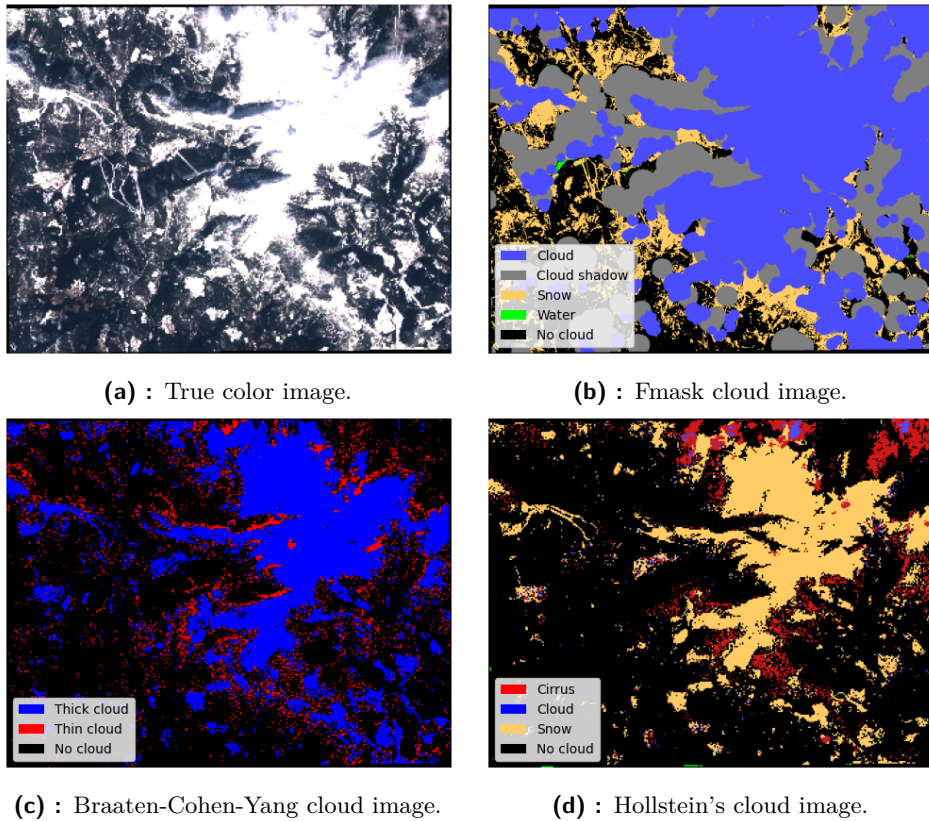 Cloud
Cloud shadow
Snow
Water
No cloud
(a) : True color image.
(b) : Fmask cloud image.
Thick cloud
Thin cloud
No cloud
Cirrus
Cloud
Snow
No cloud
(c) : Braaten-Cohen-Yang cloud image.
(d) : Hollstein's cloud image.